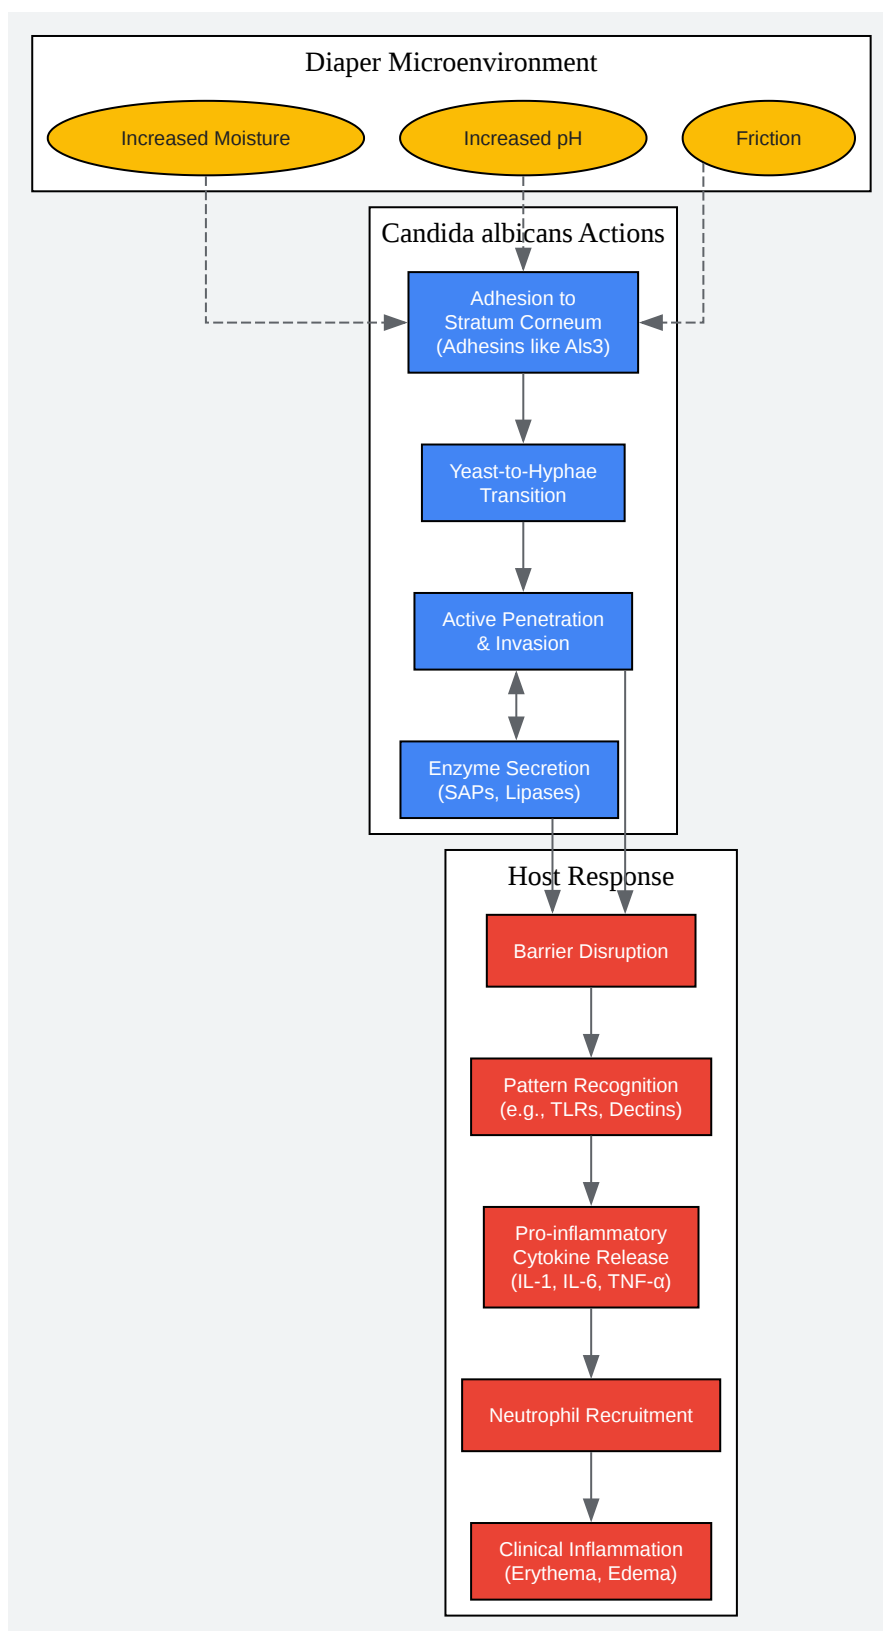 Diaper Microenvironment
Increased Moisture
Increased pH
Friction
Candida albicans Actions
Adhesion to
Stratum Corneum
(Adhesins like Als3)
Yeast-to-Hyphae
Transition
Active Penetration
& Invasion
Enzyme Secretion
(SAPs, Lipases)
Host Response
Barrier Disruption
Pattern Recognition
(e.g., TLRs, Dectins)
Pro-inflammatory
Cytokine Release
(IL-1, IL-6, TNF-α)
Neutrophil Recruitment
Clinical Inflammation
(Erythema, Edema)